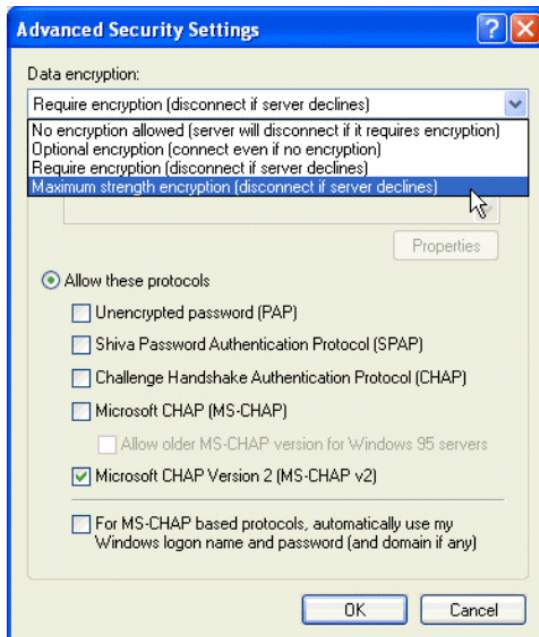 Advanced Security Settings
Data encryption:
Require encryption (disconnect if server declines)
No encryption allowed (server will disconnect if it requires encryption)
Optional encryption (connect even if no encryption)
Require encryption (disconnect if server declines)
Maximum strength encryption (disconnect if server declines)
Properties
Allow these protocols
Unencrypted password (PAP)
Shiva Password Authentication Protocol (SPAP)
Challenge Handshake Authentication Protocol (CHAP)
Microsoft CHAP (MS-CHAP)
Allow older MS-CHAP version for Windows 95 servers
Microsoft CHAP Version 2 (MS-CHAP v2)
For MS-CHAP based protocols, automatically use my
Windows logon name and password (and domain if any)
OK
Cancel